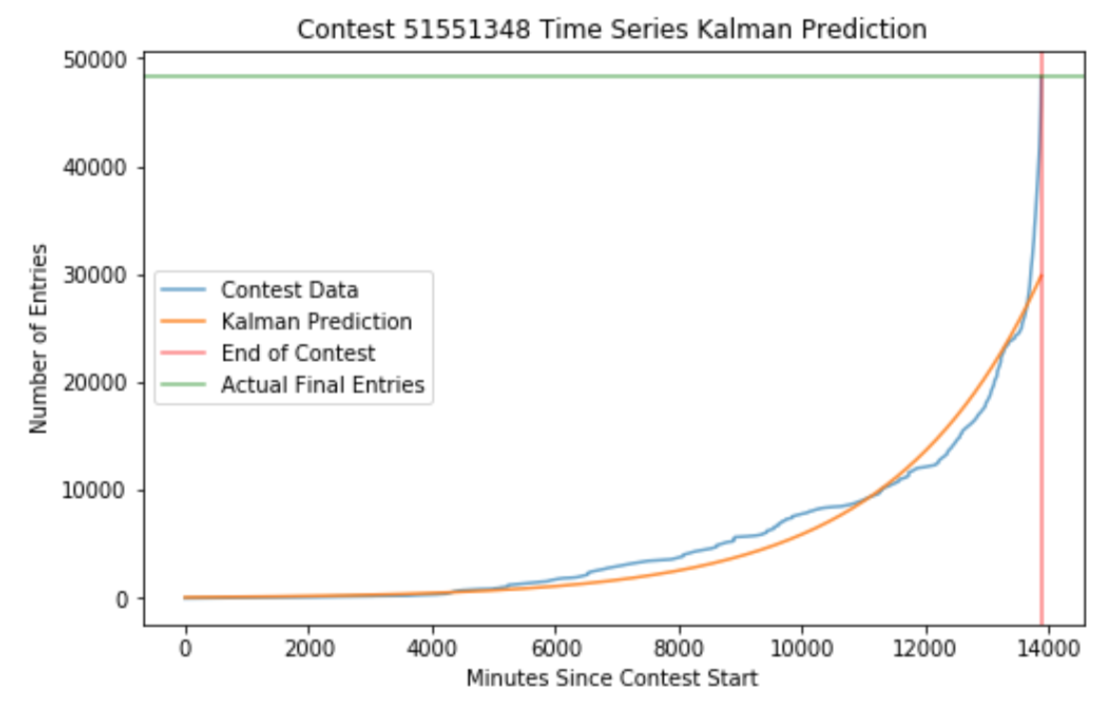 Contest 51551348 Time Series Kalman Prediction
50000
40000
30000
20000
10000
0
Number of Entries
Contest Data
Kalman Prediction
End of Contest
Actual Final Entries
0 2000 4000 6000 8000 10000 12000 14000
Minutes Since Contest Start